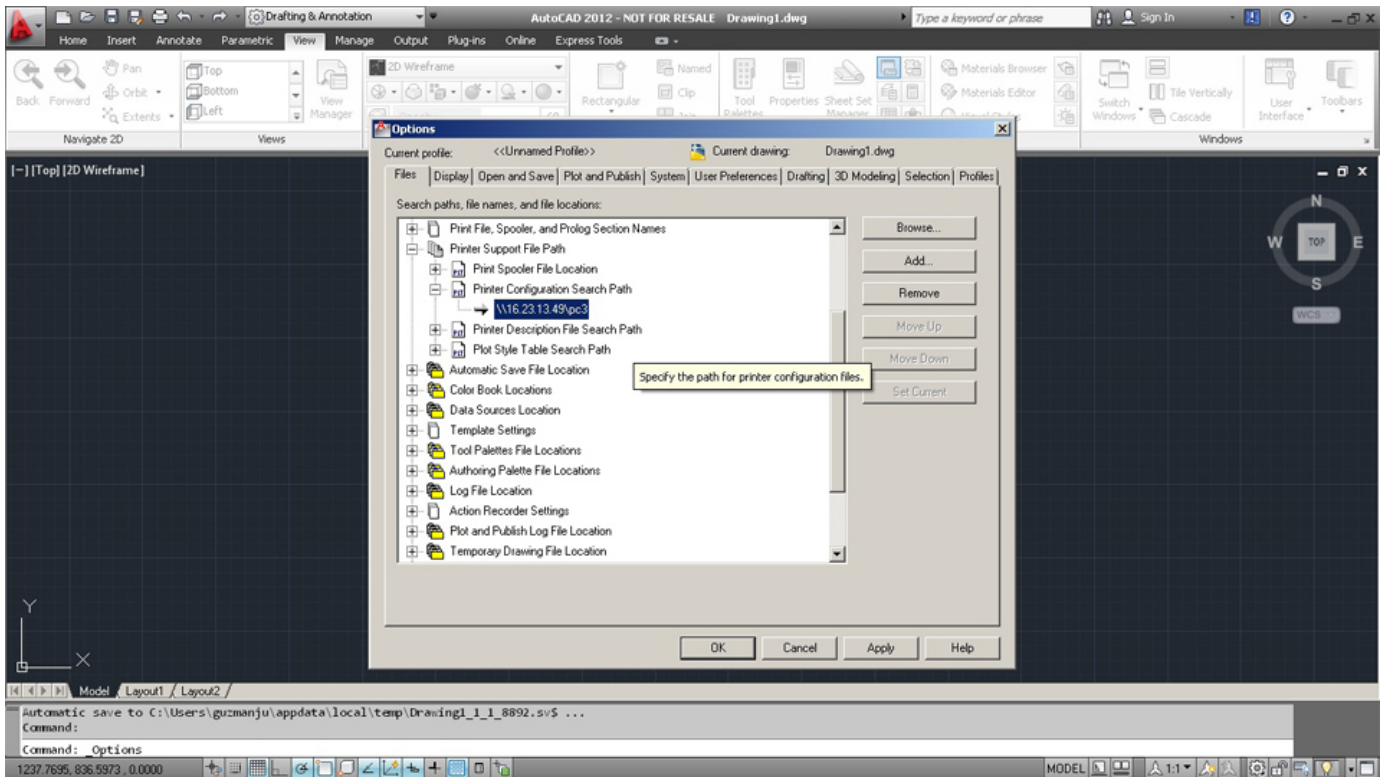 Drafting & Annotation
AutoCAD 2012 - NOT FOR RESALE Drawing1.dwg
Type a keyword or phrase
Sign In
Home Insert Annotate Parametric View Manage Output Plug-ins Online Express Tools
Back Forward
Pan
Orbit
Extents
Navigate 2D
Top
Bottom
Left
View Manager
Views
2D Wireframe
Rectangular
Named
Clip
Join
Tool Palettes
Properties
Sheet Set Manager
Materials Browser
Materials Editor
Switch Windows
Tile Vertically
Cascade
User Interface
Toolbars
Windows
[-] [Top] [2D Wireframe]
Options
Current profile: <<Unnamed Profile>> Current drawing: Drawing1.dwg
Files Display Open and Save Plot and Publish System User Preferences Drafting 3D Modeling Selection Profiles
Search paths, file names, and file locations:
Print File, Spooler, and Prolog Section Names
Printer Support File Path
Print Spooler File Location
Printer Configuration Search Path
\\16.23.13.49\pc3
Printer Description File Search Path
Plot Style Table Search Path
Automatic Save File Location
Color Book Locations
Data Sources Location
Template Settings
Tool Palettes File Locations
Authoring Palette File Locations
Log File Location
Action Recorder Settings
Plot and Publish Log File Location
Temporary Drawing File Location
Specify the path for printer configuration files.
Browse...
Add...
Remove
Move Up
Move Down
Set Current
OK Cancel Apply Help
N
W TOP E
S
WCS
Y
X
Model Layout1 Layout2
Automatic save to C:\Users\guzmanju\appdata\local\temp\Drawing1_1_1_8892.sv$ ...
Command:
Command: _Options
1237.7695, 836.5973 , 0.0000
MODEL
1:1